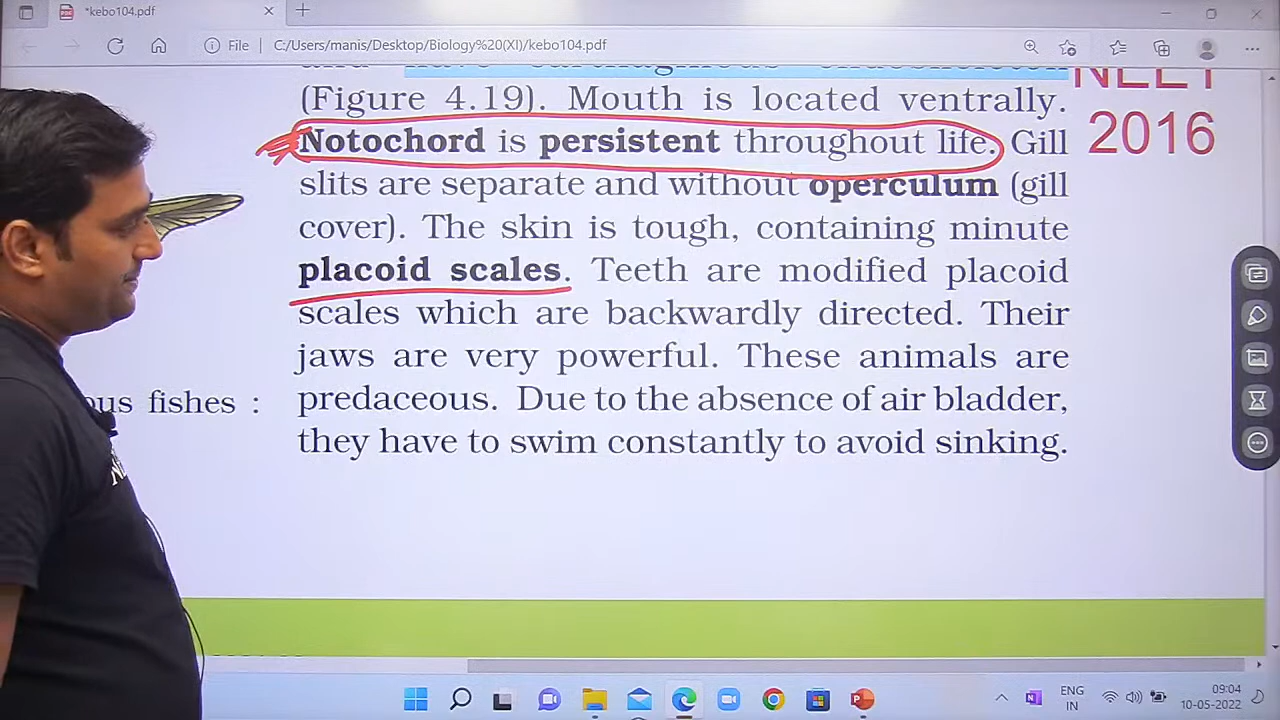 *kebo104.pdf
File | C:/Users/manis/Desktop/Biology%20(XI)/kebo104.pdf
(Figure 4.19). Mouth is located ventrally.
NEET
2016
Notochord is persistent throughout life. Gill
slits are separate and without operculum (gill
cover). The skin is tough, containing minute
placoid scales. Teeth are modified placoid
scales which are backwardly directed. Their
jaws are very powerful. These animals are
ous fishes :
predaceous. Due to the absence of air bladder,
they have to swim constantly to avoid sinking.
ENG
IN
09:04
10-05-2022